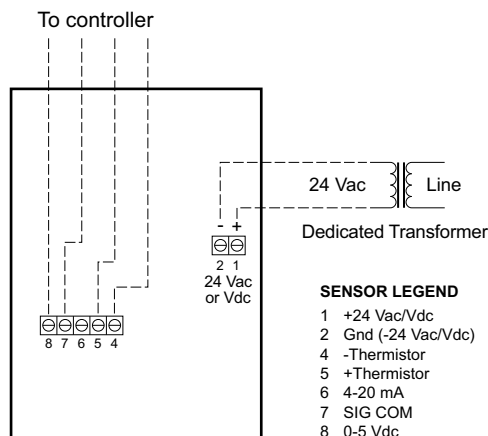 To controller
24 Vac
Line
Dedicated Transformer
- +
2 1
24 Vac
or Vdc
8 7 6 5 4
SENSOR LEGEND
1 +24 Vac/Vdc
2 Gnd (-24 Vac/Vdc)
4 -Thermistor
5 +Thermistor
6 4-20 mA
7 SIG COM
8 0-5 Vdc